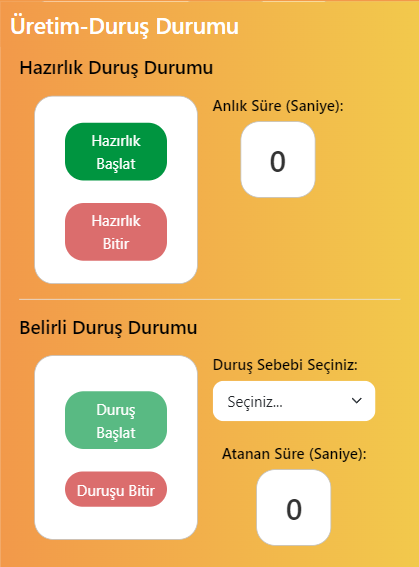 Üretim-Duruş Durumu
Hazırlık Duruş Durumu
Hazırlık
Başlat
Hazırlık
Bitir
Anlık Süre (Saniye):
0
Belirli Duruş Durumu
Duruş
Başlat
Duruşu Bitir
Duruş Sebebi Seçiniz:
Seçiniz...
Atanan Süre (Saniye):
0